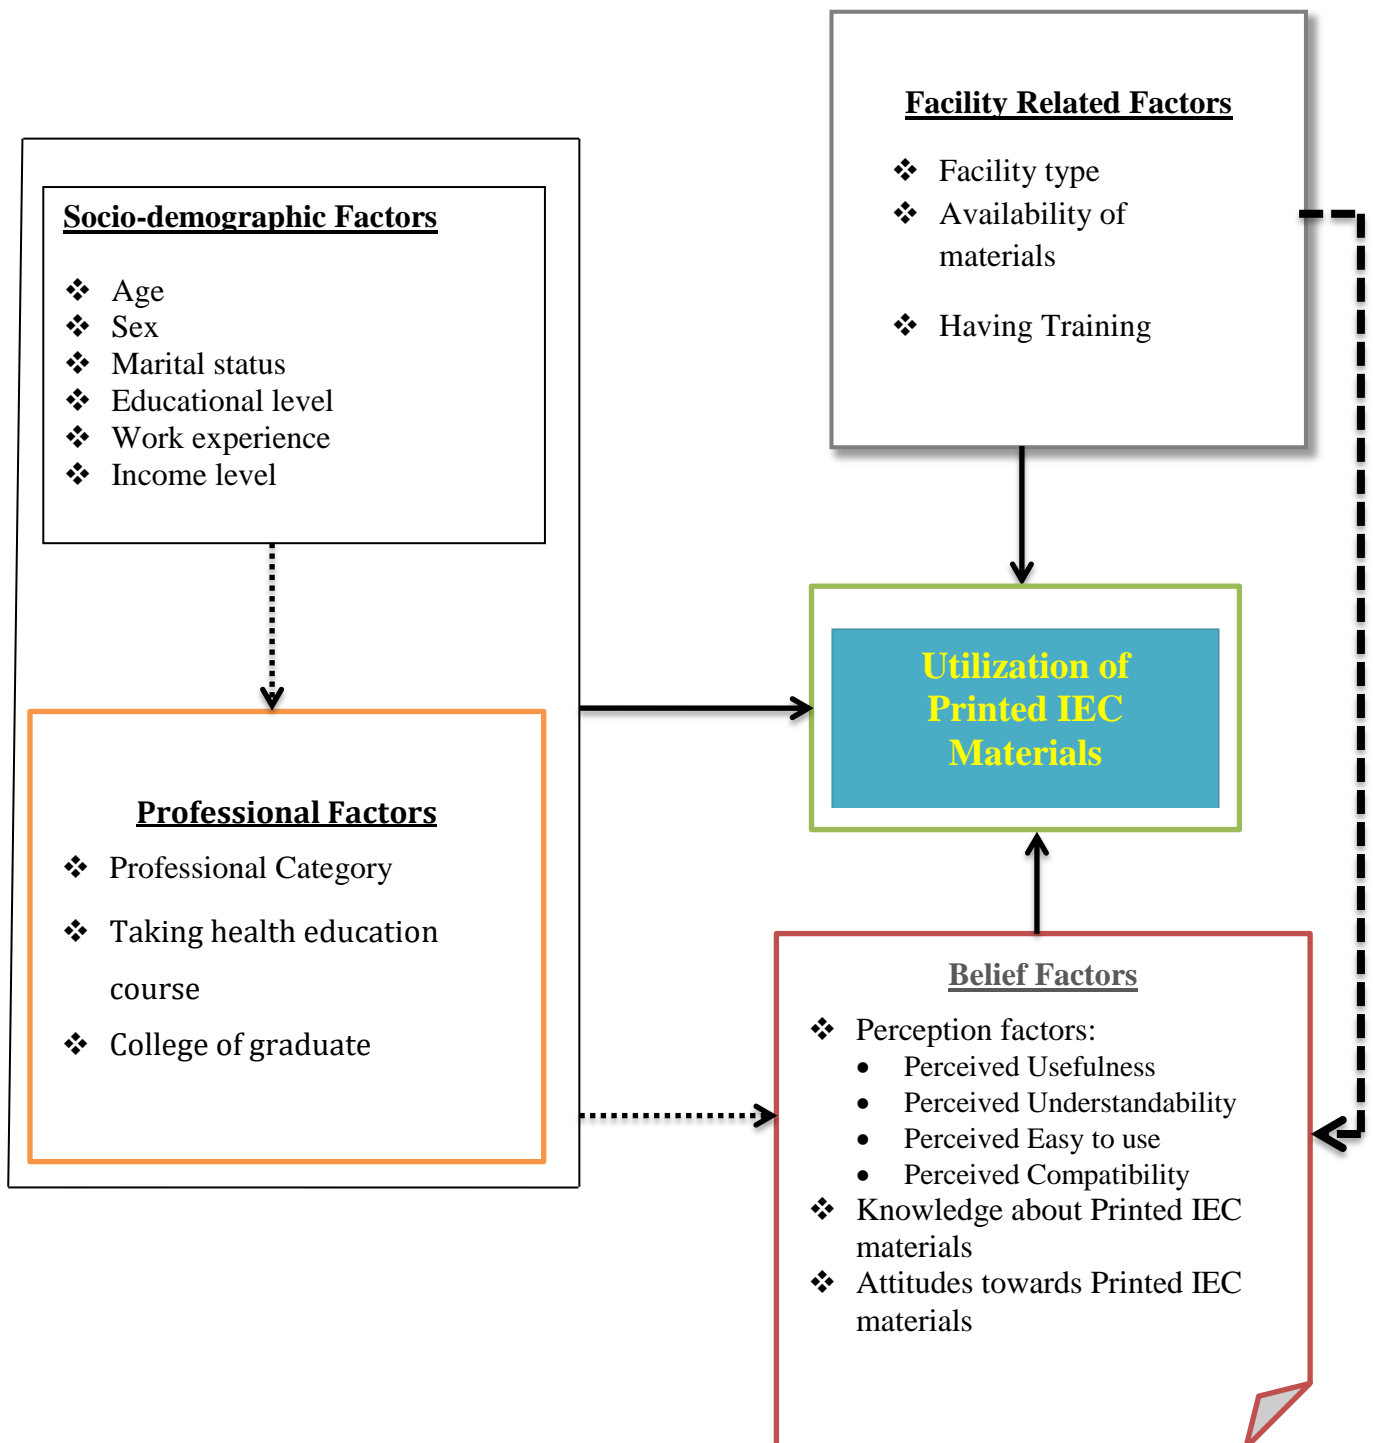 Facility Related Factors
❖ Facility type
❖ Availability of
materials
❖ Having Training
Socio-demographic Factors
❖ Age
❖ Sex
❖ Marital status
❖ Educational level
❖ Work experience
❖ Income level
Utilization of
Printed IEC
Materials
Professional Factors
❖ Professional Category
❖ Taking health education
course
❖ College of graduate
Belief Factors
❖ Perception factors:
• Perceived Usefulness
• Perceived Understandability
• Perceived Easy to use
• Perceived Compatibility
❖ Knowledge about Printed IEC
materials
❖ Attitudes towards Printed IEC
materials